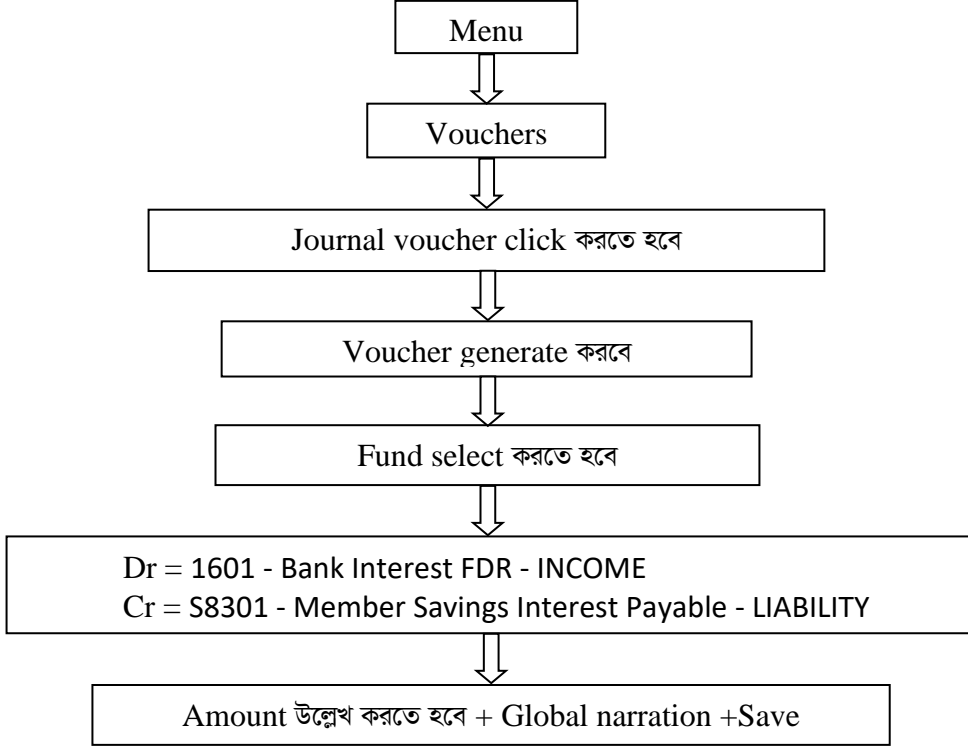 Menu
Vouchers
Journal voucher click করতে হবে
Voucher generate করবে
Fund select করতে হবে
Dr = 1601 - Bank Interest FDR - INCOME
Cr = S8301 - Member Savings Interest Payable - LIABILITY
Amount উল্লেখ করতে হবে + Global narration +Save